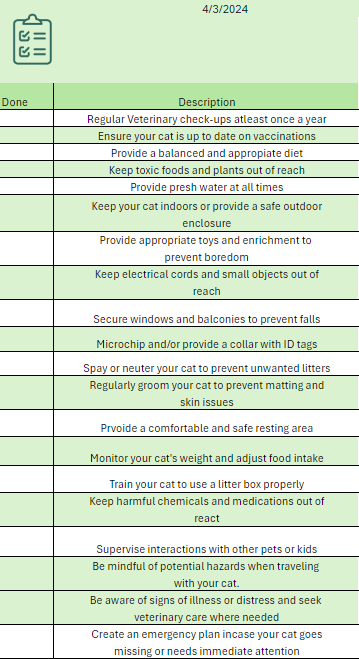 4/3/2024
Done
Description
Regular Veterinary check-ups atleast once a year
Ensure your cat is up to date on vaccinations
Provide a balanced and appropiate diet
Keep toxic foods and plants out of reach
Provide presh water at all times
Keep your cat indoors or provide a safe outdoor
enclosure
Provide appropriate toys and enrichment to
prevent boredom
Keep electrical cords and small objects out of
reach
Secure windows and balconies to prevent falls
Microchip and/or provide a collar with ID tags
Spay or neuter your cat to prevent unwanted litters
Regularly groom your cat to prevent matting and
skin issues
Prvoide a comfortable and safe resting area
Monitor your cat's weight and adjust food intake
Train your cat to use a litter box properly
Keep harmful chemicals and medications out of
react
Supervise interactions with other pets or kids
Be mindful of potential hazards when traveling
with your cat.
Be aware of signs of illness or distress and seek
veterinary care where needed
Create an emergency plan incase your cat goes
missing or needs immediate attention